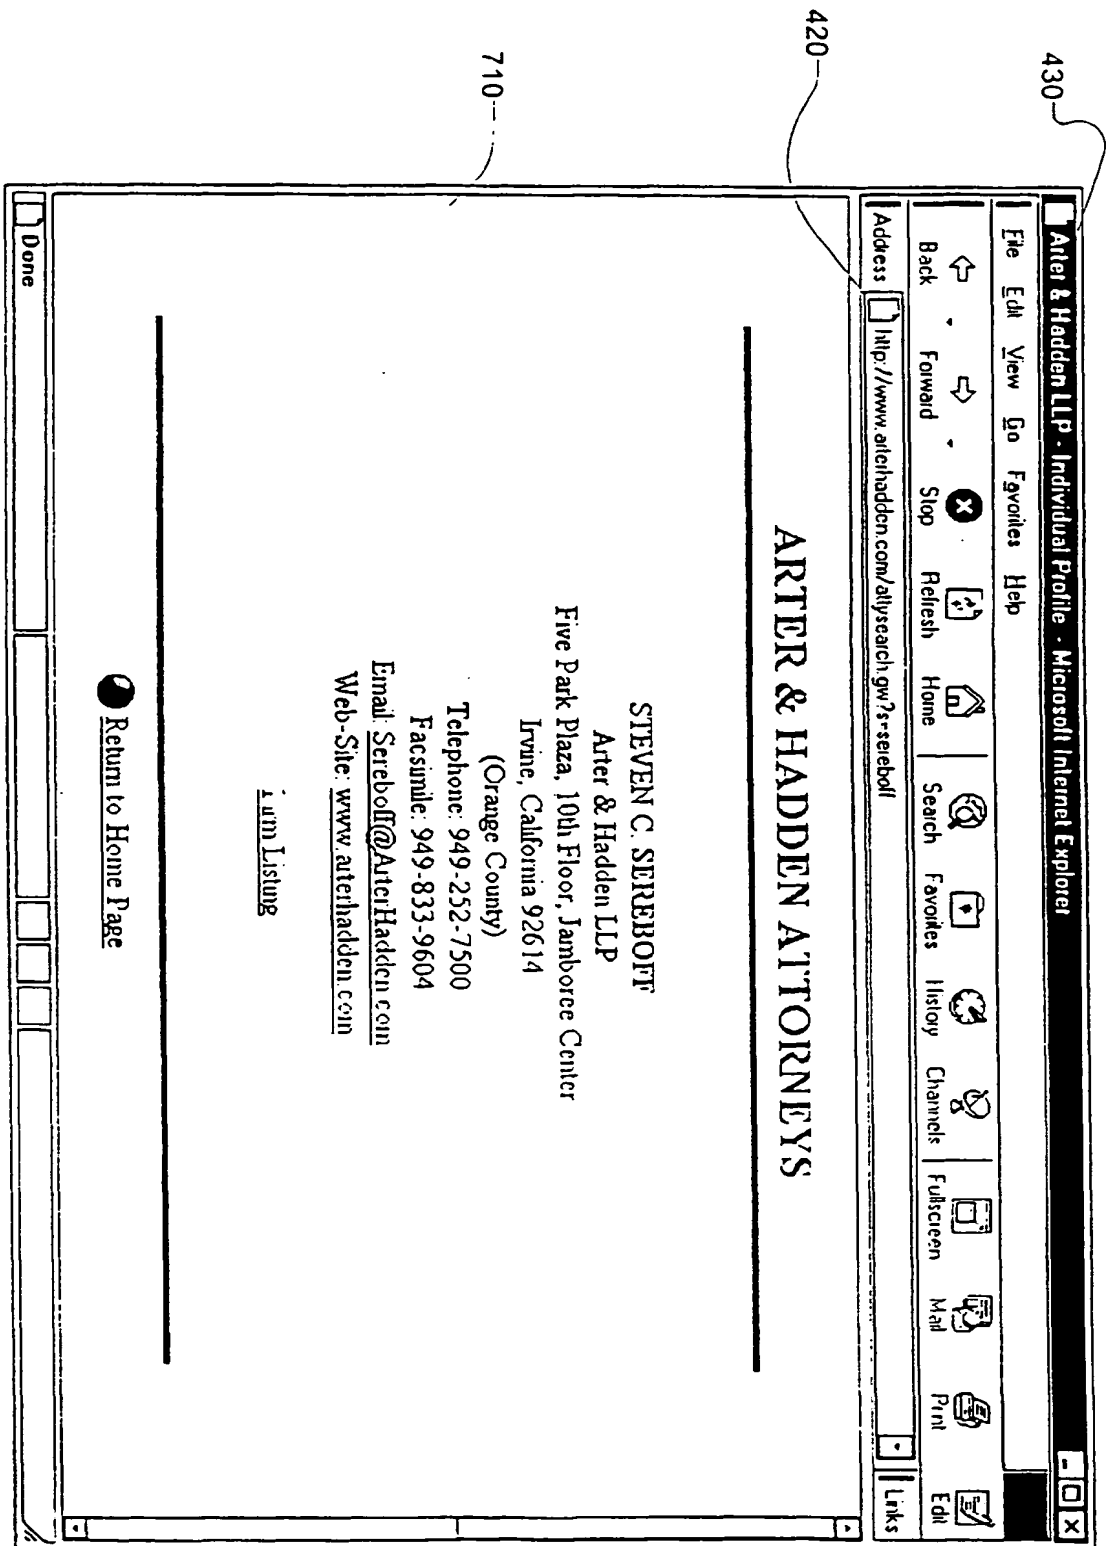 430
420
710
Arter & Hadden LLP - Individual Profile - Microsoft Internet Explorer
File Edit View Go Favorites Help
Back Forward Stop Refresh Home Search Favorites History Channels Fullscreen Mail Print Edit
Address http://www.arterhadden.com/attysearch.gw?s=sereboff Links
ARTER & HADDEN ATTORNEYS
STEVEN C. SEREBOFF
Arter & Hadden LLP
Five Park Plaza, 10th Floor, Jamboree Center
Irvine, California 92614
(Orange County)
Telephone: 949-252-7500
Facsimile: 949-833-9604
Email: Sereboff@ArterHadden.com
Web-Site: www.arterhadden.com
Listing
Return to Home Page
Done